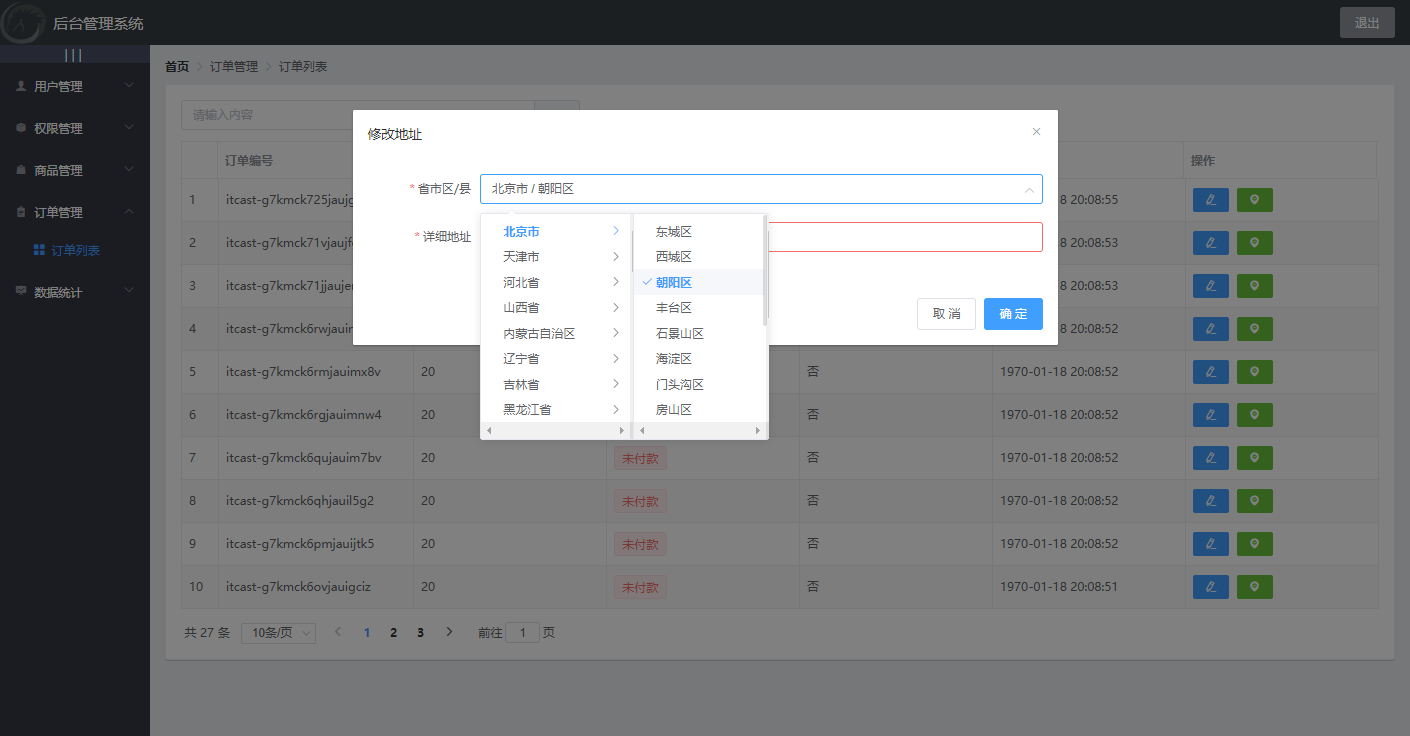 后台管理系统
退出
|||
用户管理
权限管理
商品管理
订单管理
订单列表
数据统计
首页 订单管理 订单列表
请输入内容
订单编号 操作
修改地址
* 省市区/县 北京市 / 朝阳区
* 详细地址
北京市 东城区
天津市 西城区
河北省 朝阳区
山西省 丰台区
内蒙古自治区 石景山区
辽宁省 海淀区
吉林省 门头沟区
黑龙江省 房山区
取 消 确 定
1 itcast-g7kmck725jauj 8 20:08:55
2 itcast-g7kmck71vjaujf 8 20:08:53
3 itcast-g7kmck71jjauje 8 20:08:53
4 itcast-g7kmck6rwjaui 8 20:08:52
5 itcast-g7kmck6rmjauimx8v 20 否 1970-01-18 20:08:52
6 itcast-g7kmck6rgjauimnw4 20 否 1970-01-18 20:08:52
7 itcast-g7kmck6qujauim7bv 20 未付款 否 1970-01-18 20:08:52
8 itcast-g7kmck6qhjauil5g2 20 未付款 否 1970-01-18 20:08:52
9 itcast-g7kmck6pmjauijtk5 20 未付款 否 1970-01-18 20:08:52
10 itcast-g7kmck6ovjauigciz 20 未付款 否 1970-01-18 20:08:51
共 27 条 10条/页 1 2 3 前往 1 页